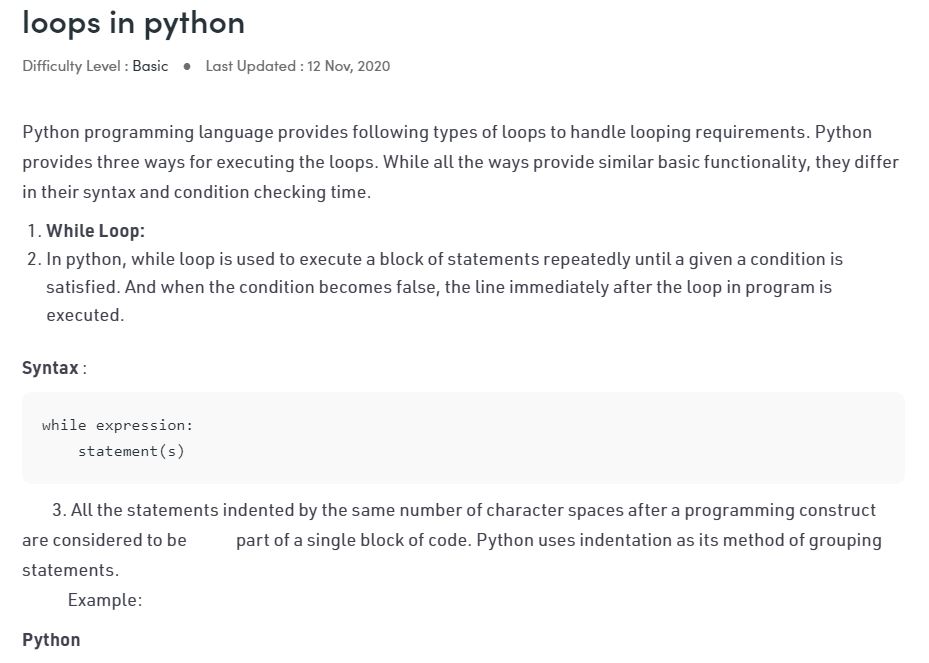 loops in python
Difficulty Level : Basic ● Last Updated : 12 Nov, 2020
Python programming language provides following types of loops to handle looping requirements. Python
provides three ways for executing the loops. While all the ways provide similar basic functionality, they differ
in their syntax and condition checking time.
1. While Loop:
2. In python, while loop is used to execute a block of statements repeatedly until a given a condition is
satisfied. And when the condition becomes false, the line immediately after the loop in program is
executed.
Syntax :
while expression:
    statement(s)
3. All the statements indented by the same number of character spaces after a programming construct
are considered to be part of a single block of code. Python uses indentation as its method of grouping
statements.
Example:
Python